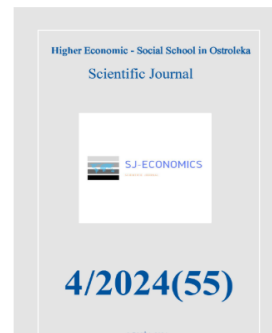 Higher Economic - Social School in Ostroleka
Scientific Journal
SJ-ECONOMICS
4/2024(55)